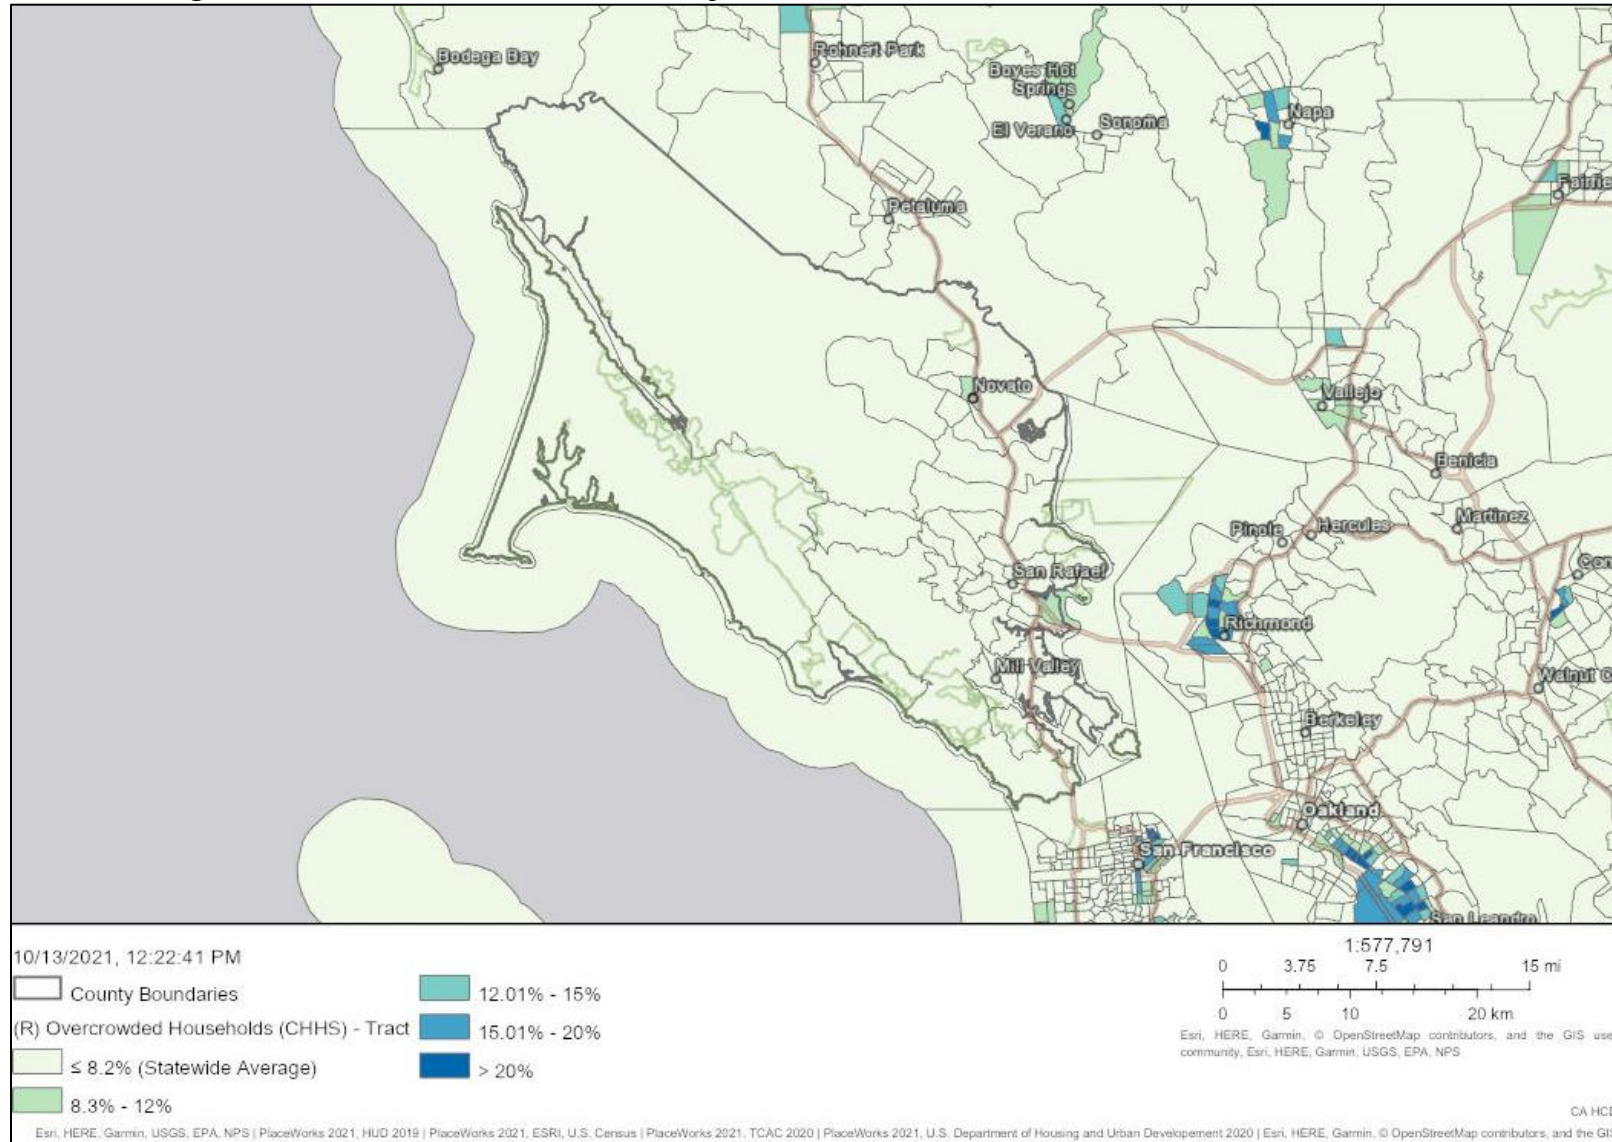 Bodega Bay
Rohnert Park
Boyes Hot
Springs
El Verano
Sonoma
Napa
Petaluma
Novato
Vallejo
Benicia
Pinole
Hercules
Martinez
San Rafael
Richmond
Mill Valley
Berkeley
Oakland
San Francisco
San Leandro
10/13/2021, 12:22:41 PM
County Boundaries
(R) Overcrowded Households (CHHS) - Tract
≤ 8.2% (Statewide Average)
8.3% - 12%
12.01% - 15%
15.01% - 20%
> 20%
1:577,791
0 3.75 7.5 15 mi
0 5 10 20 km
Esri, HERE, Garmin, © OpenStreetMap contributors, and the GIS
community, Esri, HERE, Garmin, USGS, EPA, NPS
CA
Esri, HERE, Garmin, USGS, EPA, NPS | PlaceWorks 2021, HUD 2019 | PlaceWorks 2021, ESRI, U.S. Census | PlaceWorks 2021, TCAC 2020 | PlaceWorks 2021, U.S. Department of Housing and Urban Developement 2020 | Esri, HERE, Garmin, © OpenStreetMap contributors, and the